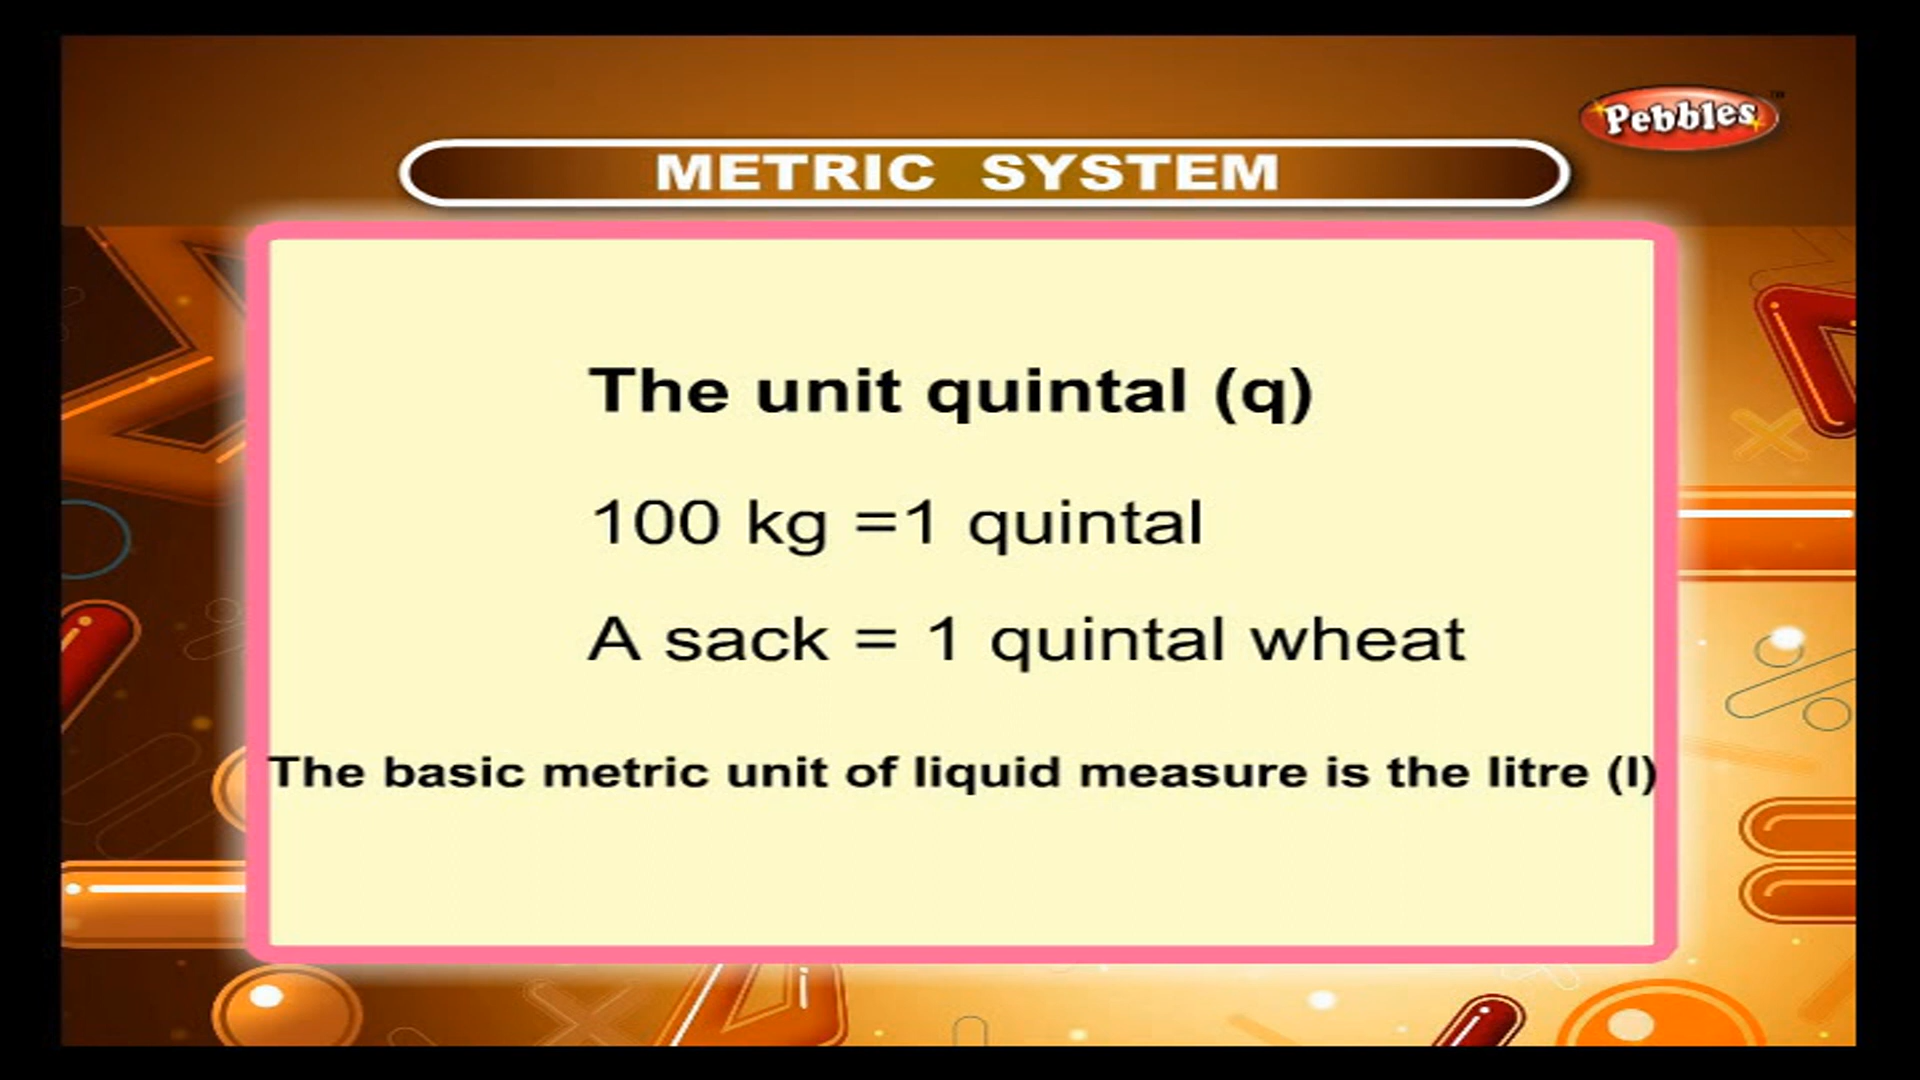 Pebbles™
METRIC SYSTEM
The unit quintal (q)
100 kg =1 quintal
A sack = 1 quintal wheat
The basic metric unit of liquid measure is the litre (l)